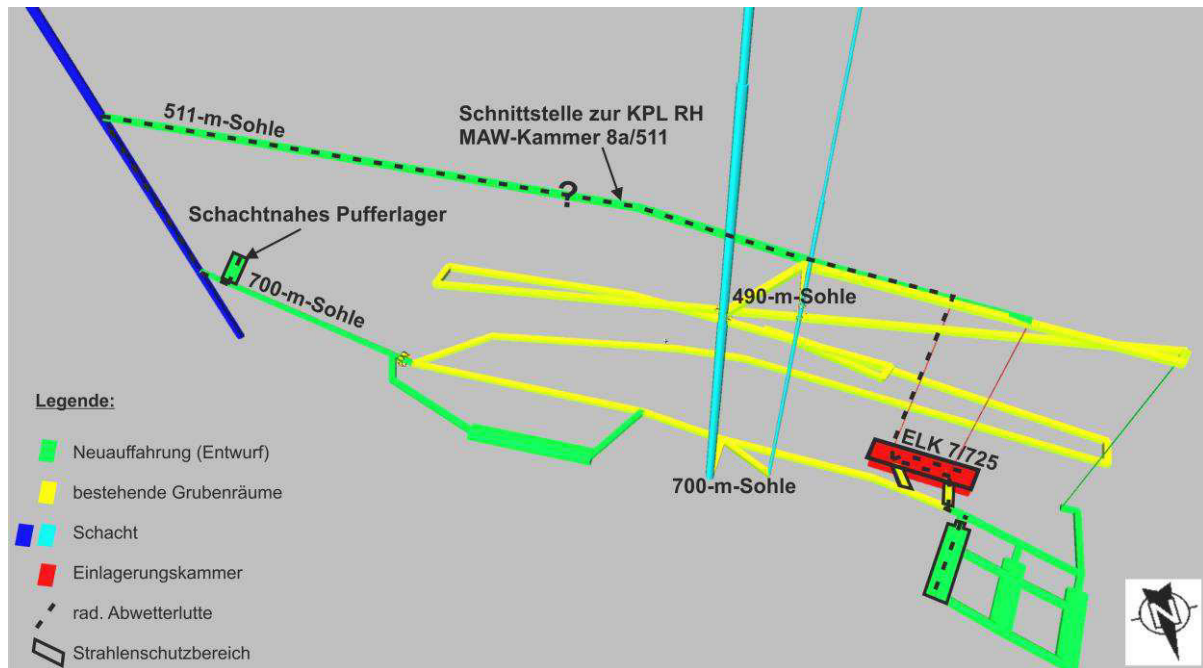 511-m-Sohle
Schnittstelle zur KPL RH
MAW-Kammer 8a/511
?
Schachtnahes Pufferlager
700-m-Sohle
490-m-Sohle
ELK 7/725
700-m-Sohle
Legende:
Neuauffahrung (Entwurf)
bestehende Grubenräume
Schacht
Einlagerungskammer
rad. Abwetterlutte
Strahlenschutzbereich
N